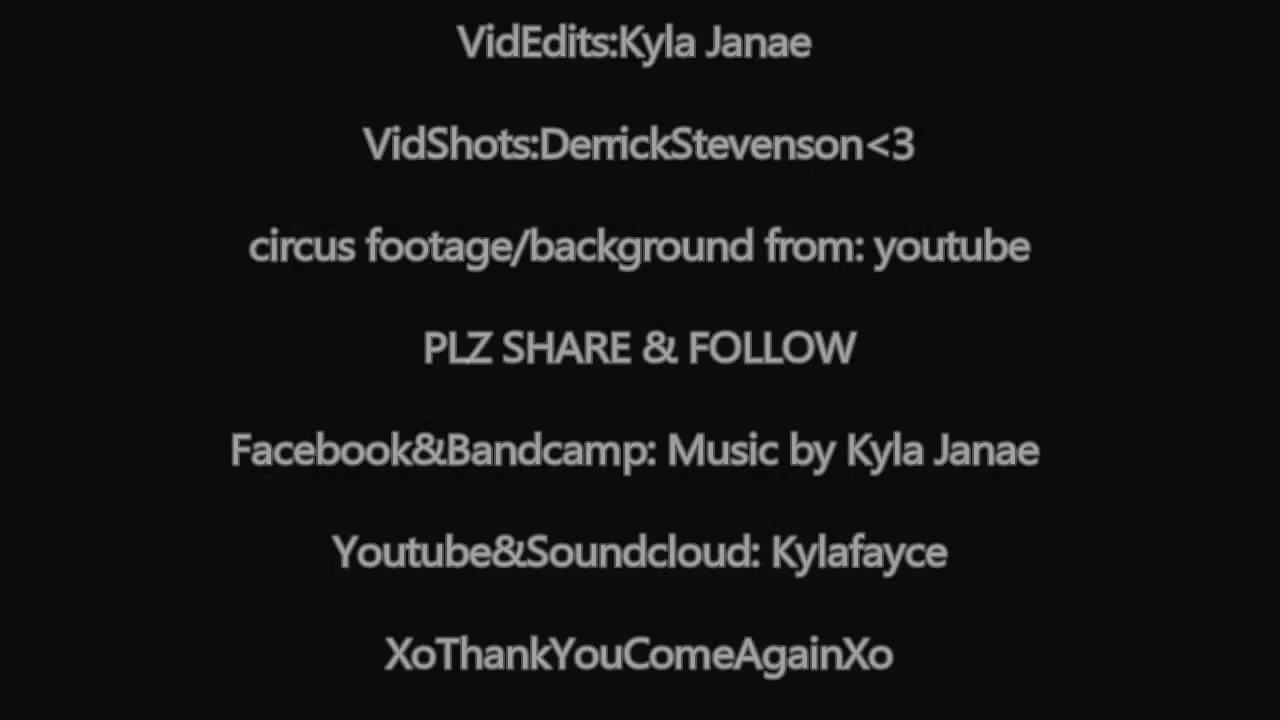 VidEdits:Kyla Janae
VidShots:DerrickStevenson<3
circus footage/background from: youtube
PLZ SHARE & FOLLOW
Facebook&Bandcamp: Music by Kyla Janae
Youtube&Soundcloud: Kylafayce
XoThankYouComeAgainXo